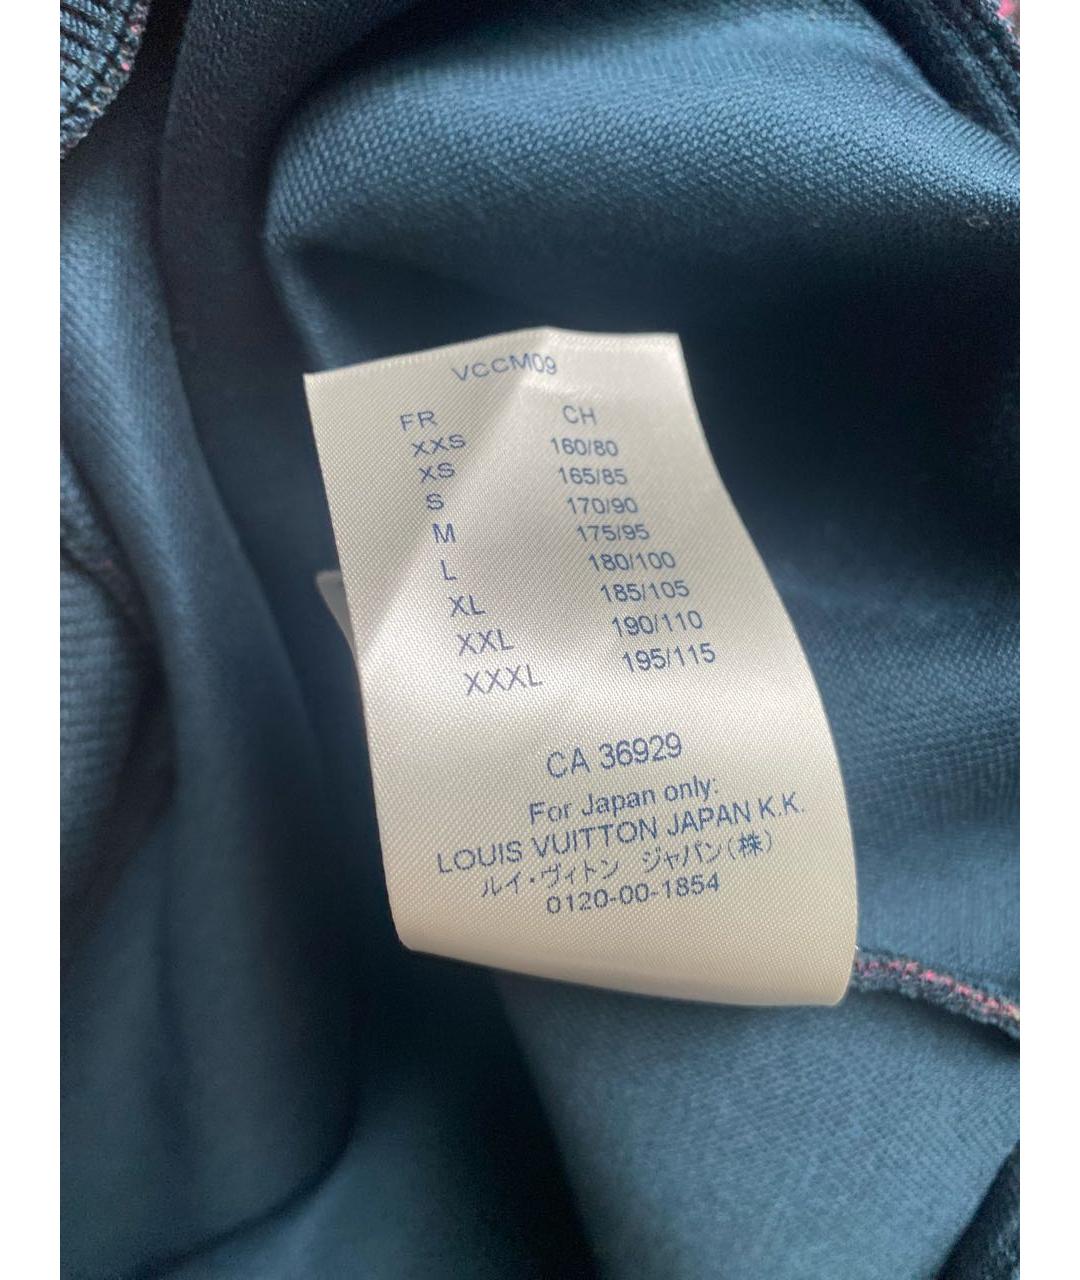 VCCM09
FR CH
XXS 160/80
XS 165/85
S 170/90
M 175/95
L 180/100
XL 185/105
XXL 190/110
XXXL 195/115
CA 36929
For Japan only:
LOUIS VUITTON JAPAN K.K.
ルイ・ヴィトン ジャパン(株)
0120-00-1854